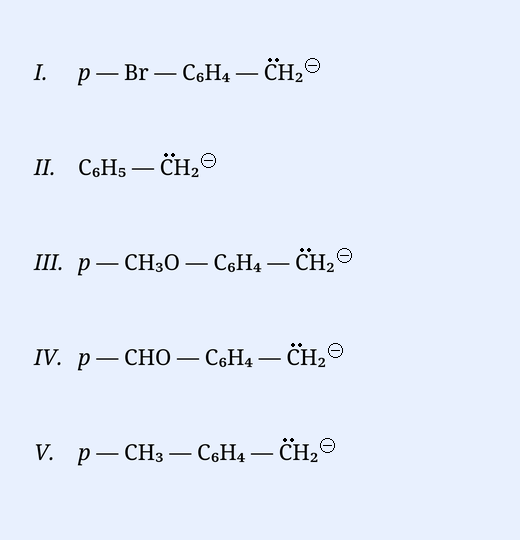 I. p — Br — C₆H₄ — C̈H₂⊖
II. C₆H₅ — C̈H₂⊖
III. p — CH₃O — C₆H₄ — C̈H₂⊖
IV. p — CHO — C₆H₄ — C̈H₂⊖
V. p — CH₃ — C₆H₄ — C̈H₂⊖